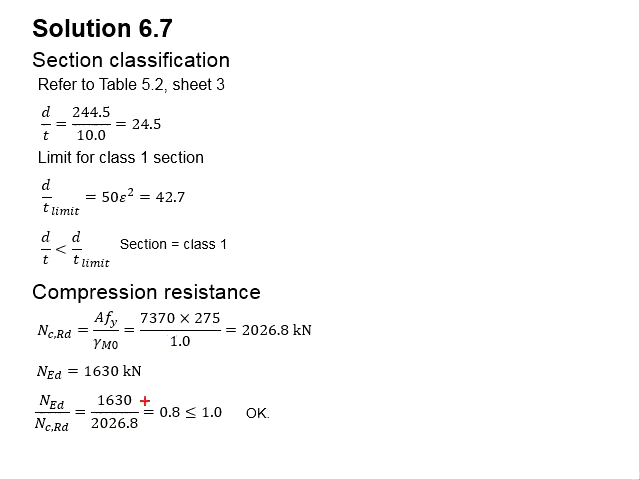 Solution 6.7
Section classification
Refer to Table 5.2, sheet 3
d/t = 244.5/10.0 = 24.5
Limit for class 1 section
d/t limit = 50ε² = 42.7
d/t < d/t limit Section = class 1
Compression resistance
N_c,Rd = Af_y/γ_M0 = 7370 × 275/1.0 = 2026.8 kN
N_Ed = 1630 kN
N_Ed/N_c,Rd = 1630/2026.8 = 0.8 ≤ 1.0 OK.